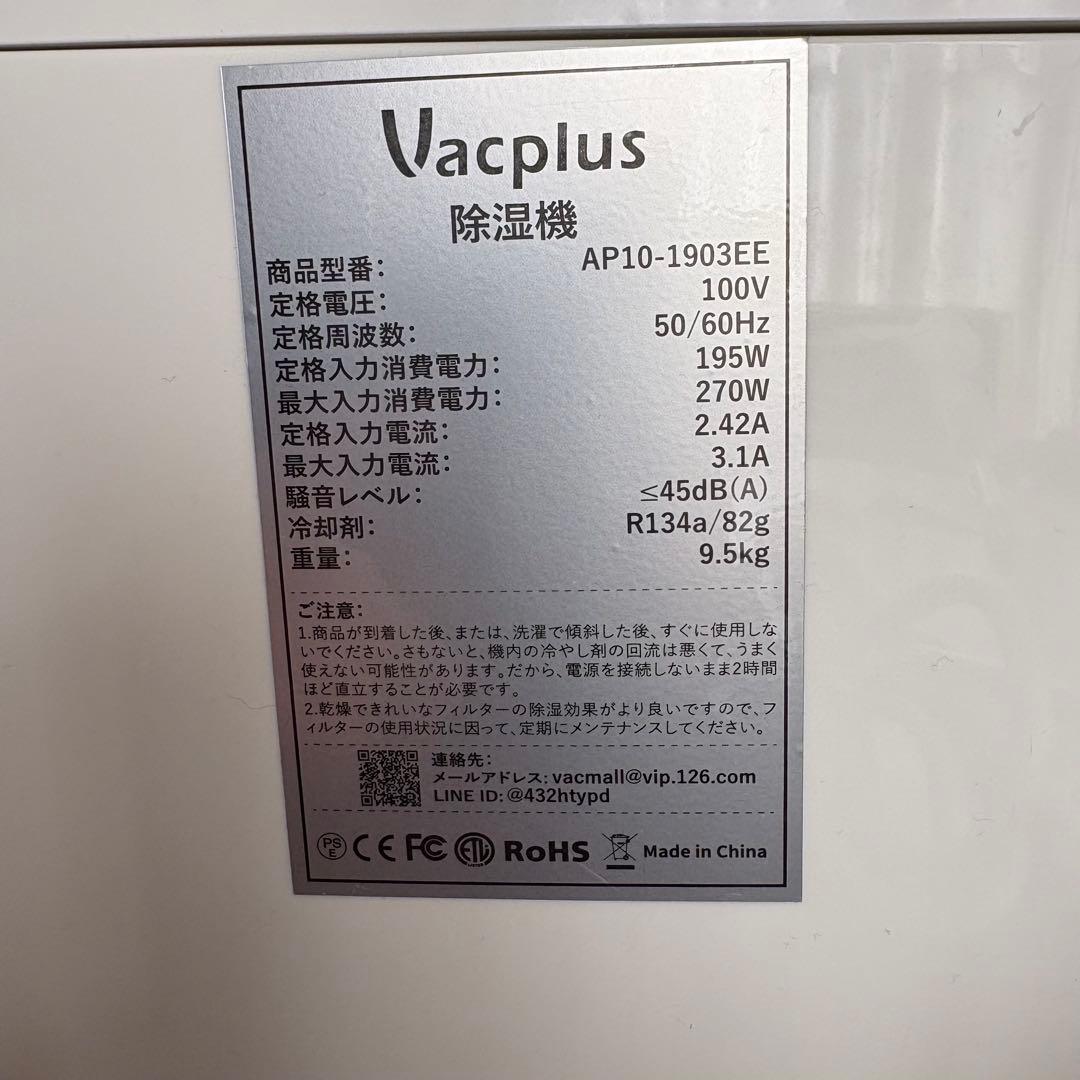 Vacplus
除湿機
商品型番: AP10-1903EE
定格電圧: 100V
定格周波数: 50/60Hz
定格入力消費電力: 195W
最大入力消費電力: 270W
定格入力電流: 2.42A
最大入力電流: 3.1A
騒音レベル: ≤45dB(A)
冷却剤: R134a/82g
重量: 9.5kg
ご注意:
1.商品が到着した後、または、洗濯で傾斜した後、すぐに使用しな
いでください。さもないと、機内の冷やし剤の回流は悪くて、うまく
使えない可能性があります。だから、電源を接続しないまま2時間
ほど直立することが必要です。
2.乾燥できれいなフィルターの除湿効果がより良いですので、フ
ィルターの使用状況に因って、定期にメンテナンスしてください。
連絡先:
メールアドレス: vacmall@vip.126.com
LINE ID: @432htypd
PSE CE FC ETL LISTED RoHS Made in China